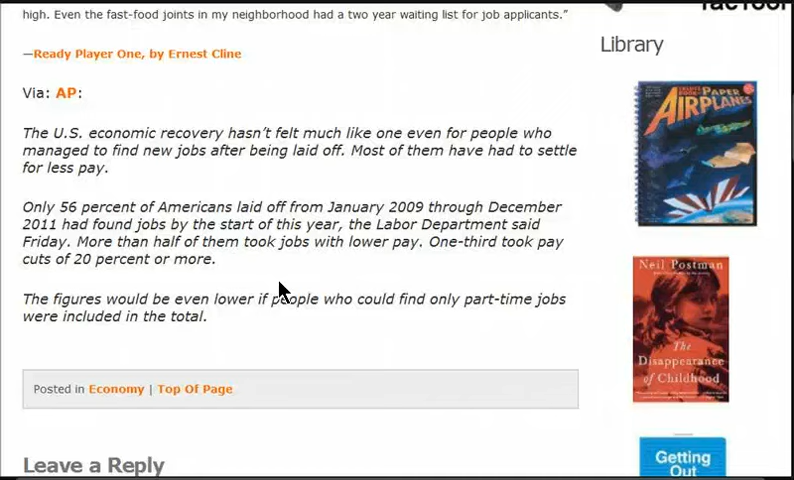 high. Even the fast-food joints in my neighborhood had a two year waiting list for job applicants.”
—Ready Player One, by Ernest Cline
Via: AP:
The U.S. economic recovery hasn’t felt much like one even for people who
managed to find new jobs after being laid off. Most of them have had to settle
for less pay.
Only 56 percent of Americans laid off from January 2009 through December
2011 had found jobs by the start of this year, the Labor Department said
Friday. More than half of them took jobs with lower pay. One-third took pay
cuts of 20 percent or more.
The figures would be even lower if people who could find only part-time jobs
were included in the total.
Posted in Economy | Top Of Page
Leave a Reply
Library
PAPER
AIRPLANES
Neil Postman
The
Disappearance
of Childhood
Getting
Out